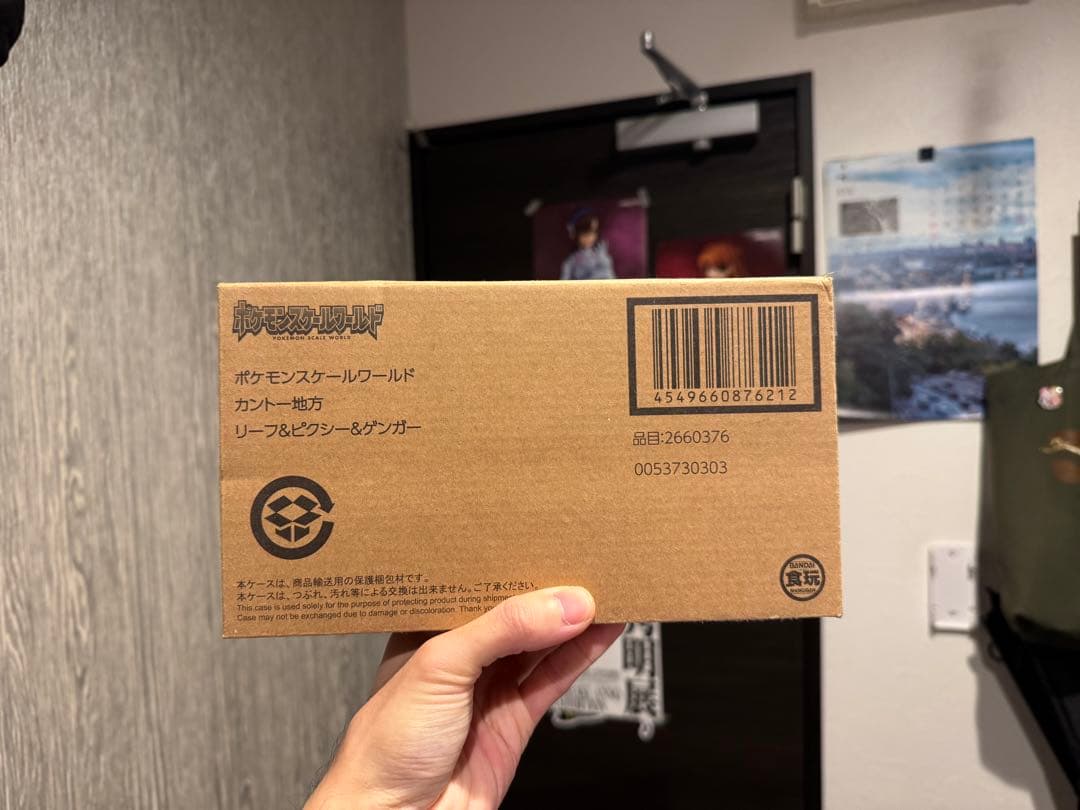 ポケモンスケールワールド
POKEMON SCALE WORLD
ポケモンスケールワールド
カントー地方
リーフ&ピクシー&ゲンガー
4549660876212
品目:2660376
0053730303
本ケースは、商品輸送用の保護梱包材です。
本ケースは、つぶれ、汚れ等による交換は出来ません。ご了承ください。
This case is used solely for the purpose of protecting product during
Case may not be exchanged due to damage or discoloration. Thank
BANDAI
食玩
明展。